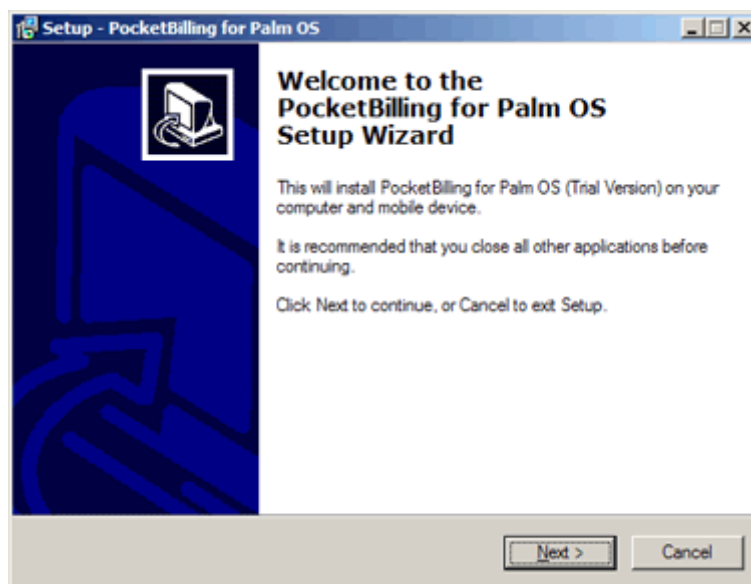 Setup - PocketBilling for Palm OS
Welcome to the
PocketBilling for Palm OS
Setup Wizard
This will install PocketBilling for Palm OS (Trial Version) on your
computer and mobile device.
It is recommended that you close all other applications before
continuing.
Click Next to continue, or Cancel to exit Setup.
Next >
Cancel